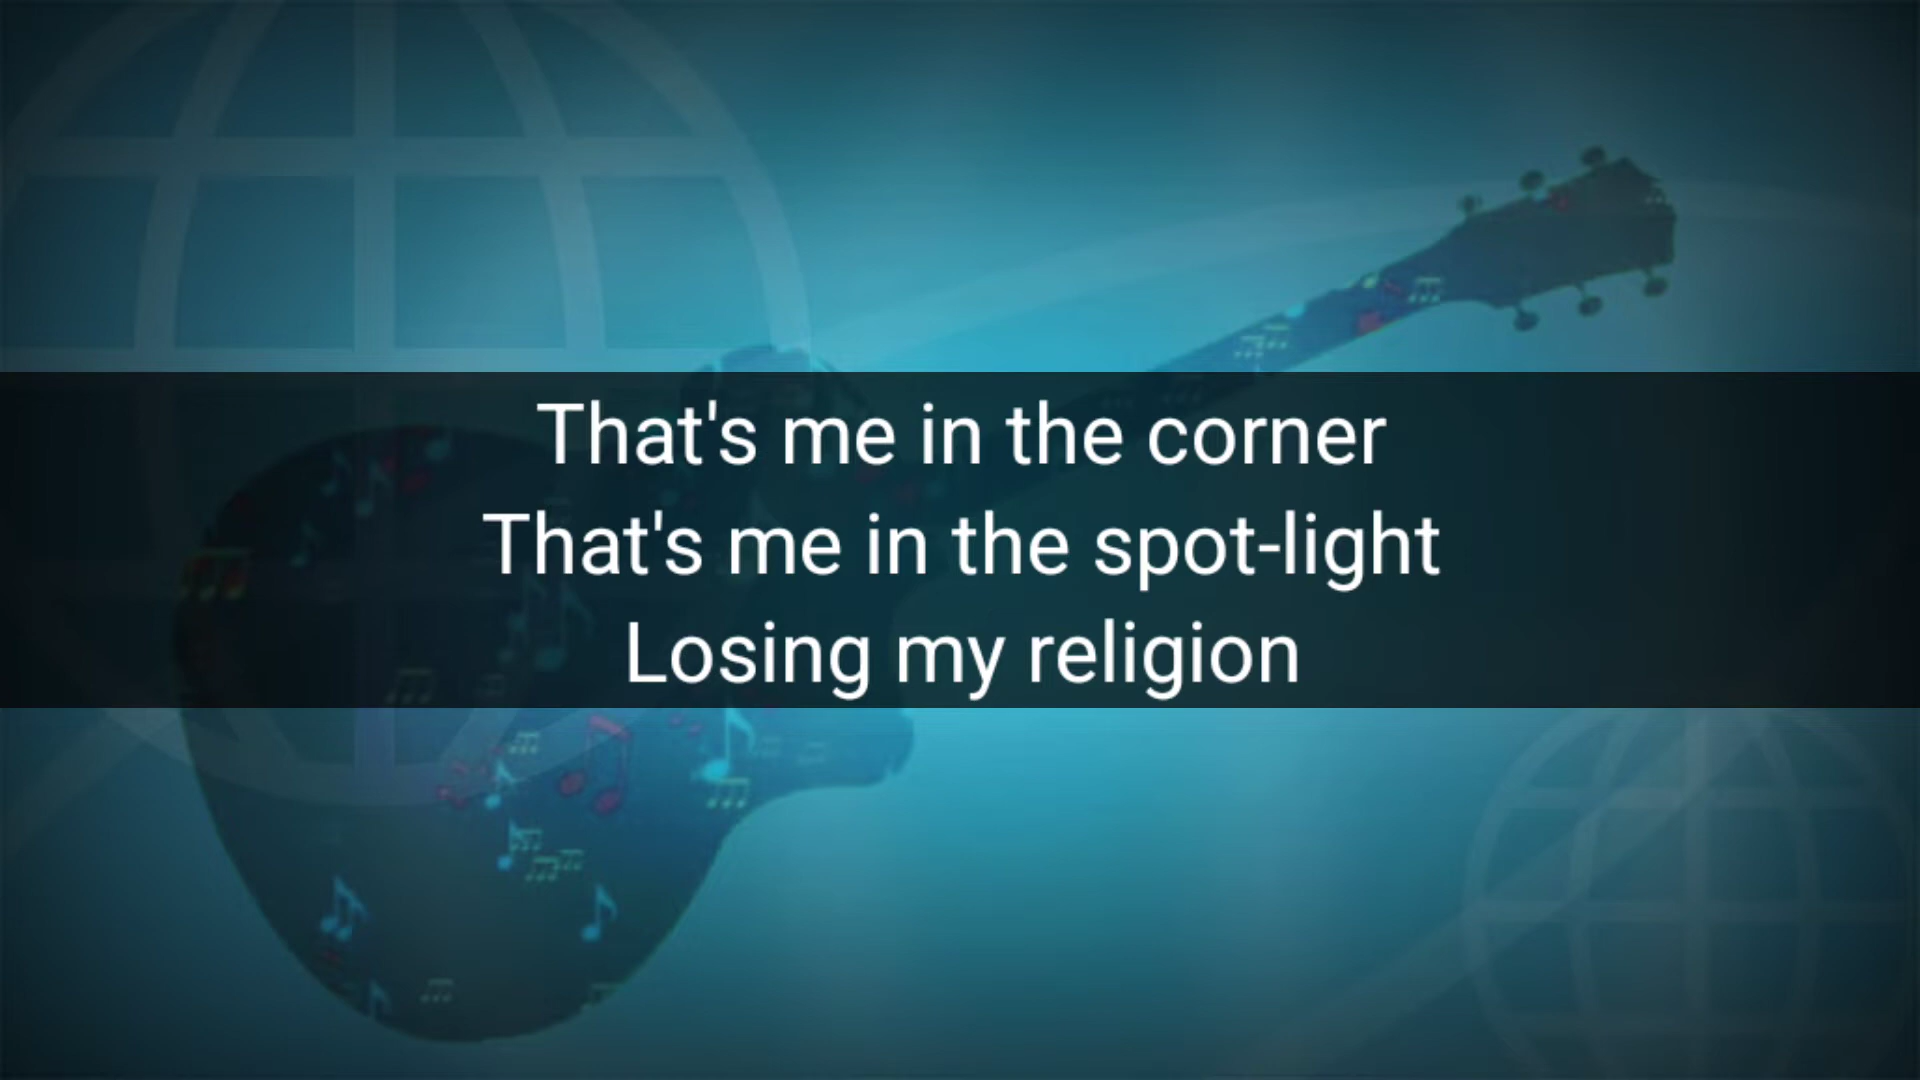 That's me in the corner
That's me in the spot-light
Losing my religion